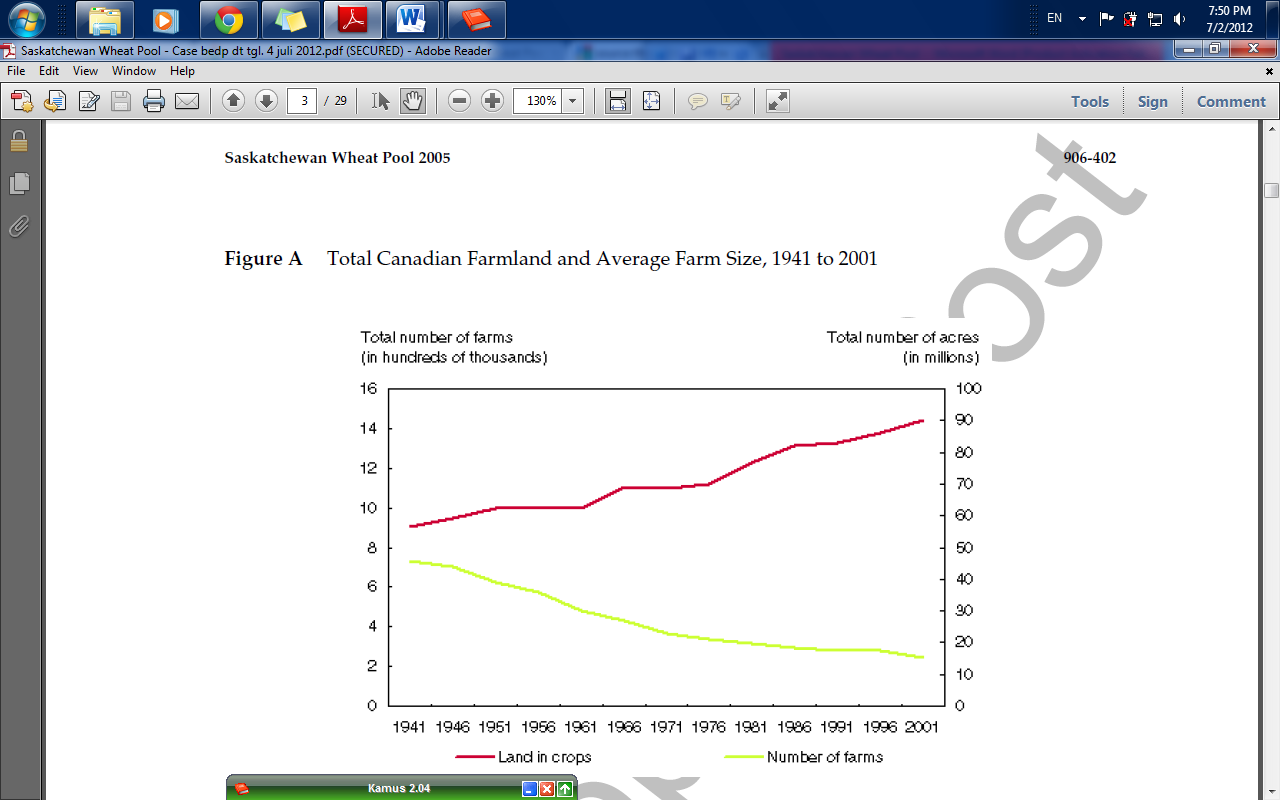 EN
7:50 PM
7/2/2012
Saskatchewan Wheat Pool - Case bedp dt tgl. 4 juli 2012.pdf (SECURED) - Adobe Reader
File Edit View Window Help
3 / 29 130% Tools Sign Comment
Saskatchewan Wheat Pool 2005 906-402
Figure A Total Canadian Farmland and Average Farm Size, 1941 to 2001
Total number of farms Total number of acres
(in hundreds of thousands) (in millions)
16 100
14 90
12 80
10 70
8 60
6 50
4 40
2 30
0 20
10
0
1941 1946 1951 1956 1961 1966 1971 1976 1981 1986 1991 1996 2001
Land in crops Number of farms
Kamus 2.04